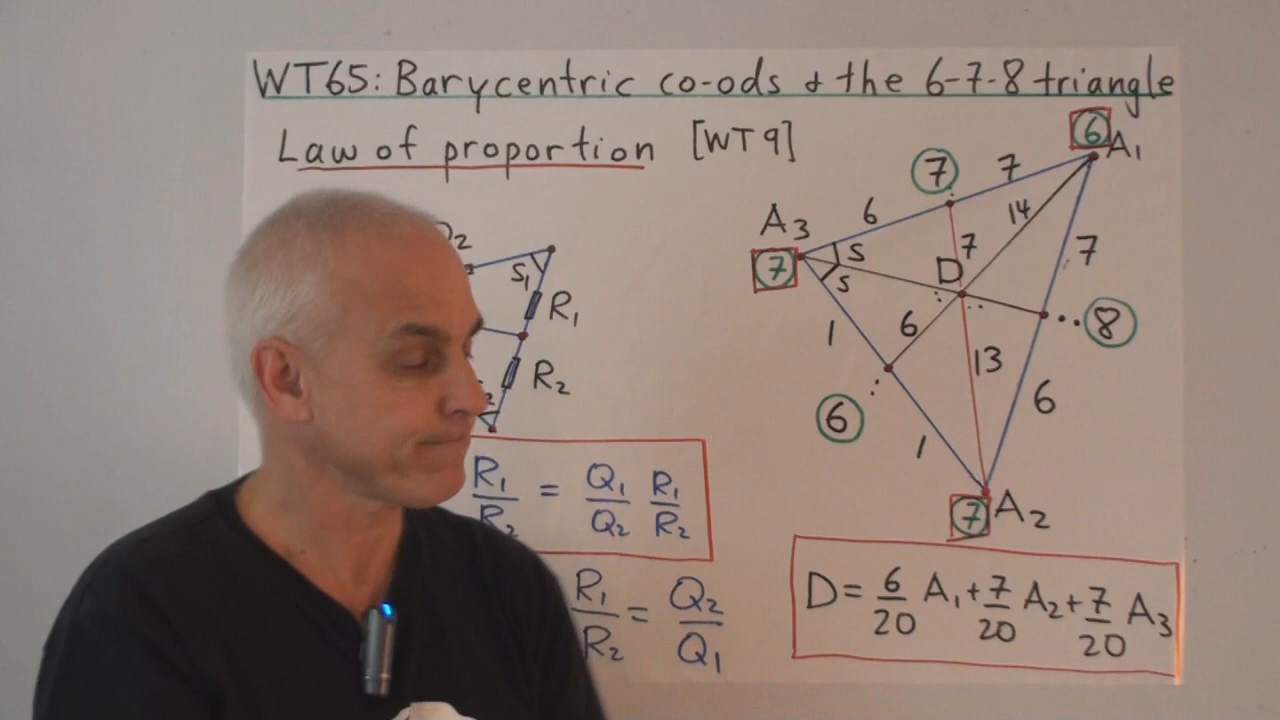 WT65: Barycentric co-ods & the 6-7-8 triangle
Law of proportion [WT9]
S1
R1
R2
R1/R2 = Q1/Q2 R1/R2
R1/R2 = Q2/Q1
6 A1
7
7
6
14
A3
7
7
S
S
D
7
1
6
8
13
6
6
1
7 A2
D = 6/20 A1 + 7/20 A2 + 7/20 A3